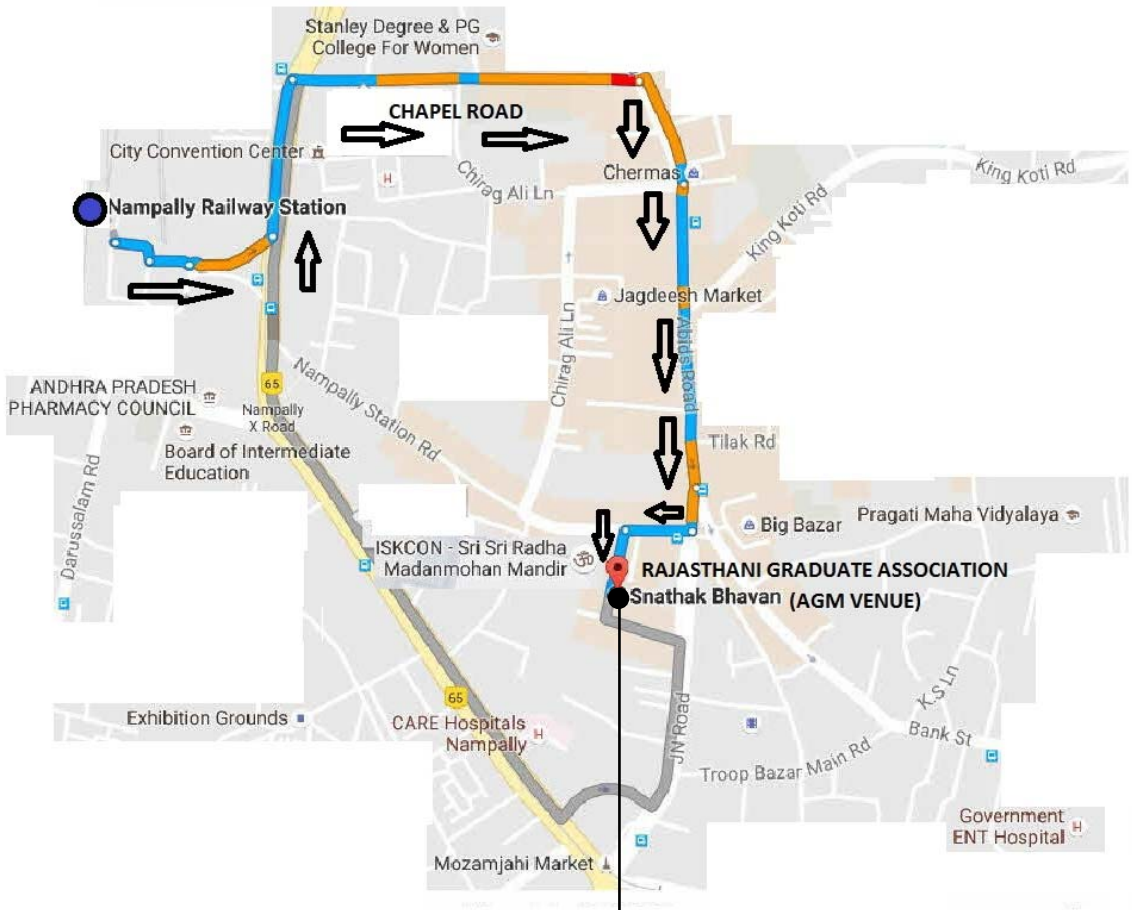 Stanley Degree & PG
College For Women
CHAPEL ROAD
City Convention Center
H
Chirag Ali Ln
Chermas
King Koti Rd
King Koti Rd
Nampally Railway Station
Jagdeesh Market
Abids Road
Chirag Ali Ln
ANDHRA PRADESH
PHARMACY COUNCIL
65
Nampally
X Road
Nampally Station Rd
Board of Intermediate
Education
Tilak Rd
Darussalam Rd
Big Bazar
Pragati Maha Vidyalaya
ISKCON - Sri Sri Radha
Madanmohan Mandir
ॐ
RAJASTHANI GRADUATE ASSOCIATION
Snathak Bhavan (AGM VENUE)
65
Exhibition Grounds
CARE Hospitals
Nampally
H
JN Road
K.S Ln
Bank St
Troop Bazar Main Rd
Government
ENT Hospital
H
Mozamjahi Market